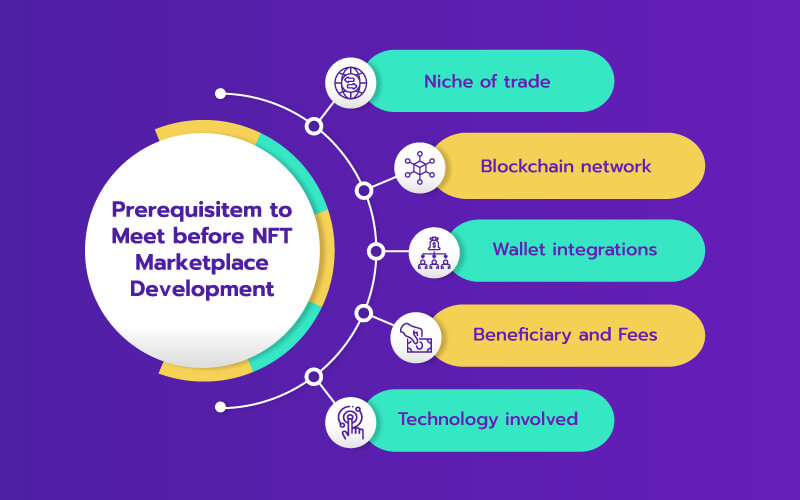 Prerequisitem to
Meet before NFT
Marketplace
Development
Niche of trade
Blockchain network
Wallet integrations
Beneficiary and Fees
Technology involved